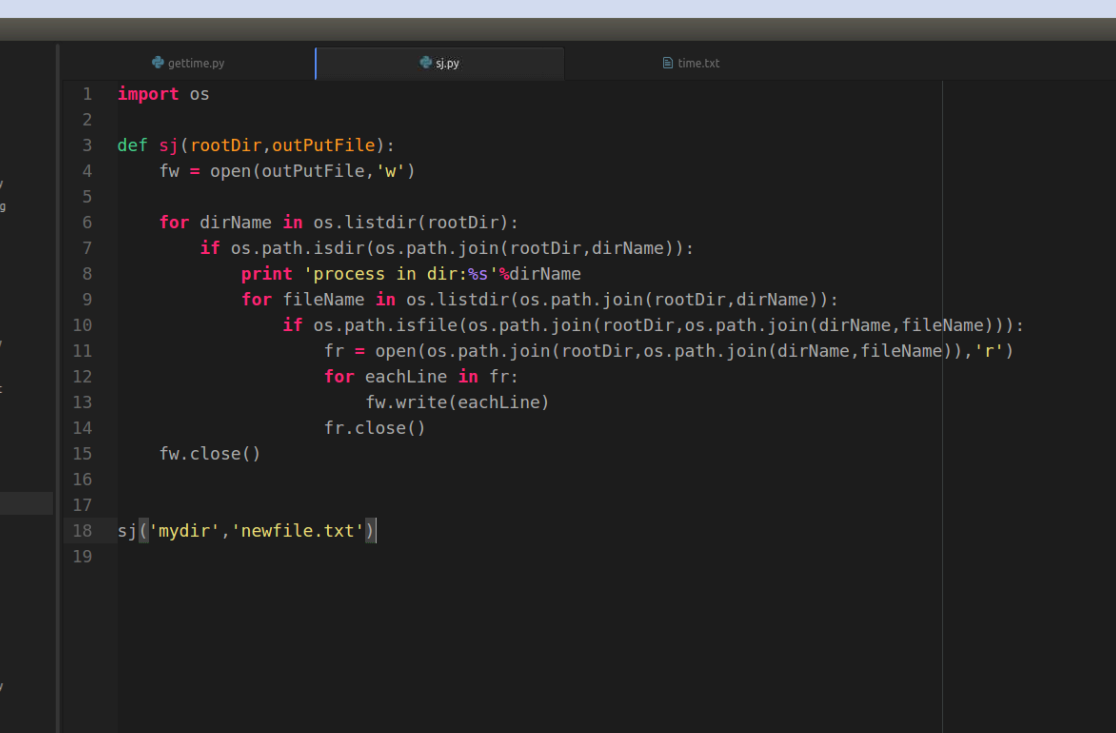 gettime.py sj.py time.txt
1 import os
2
3 def sj(rootDir,outPutFile):
4 fw = open(outPutFile,'w')
5
6 for dirName in os.listdir(rootDir):
7 if os.path.isdir(os.path.join(rootDir,dirName)):
8 print 'process in dir:%s'%dirName
9 for fileName in os.listdir(os.path.join(rootDir,dirName)):
10 if os.path.isfile(os.path.join(rootDir,os.path.join(dirName,fileName))):
11 fr = open(os.path.join(rootDir,os.path.join(dirName,fileName)),'r')
12 for eachLine in fr:
13 fw.write(eachLine)
14 fr.close()
15 fw.close()
16
17
18 sj('mydir','newfile.txt')
19